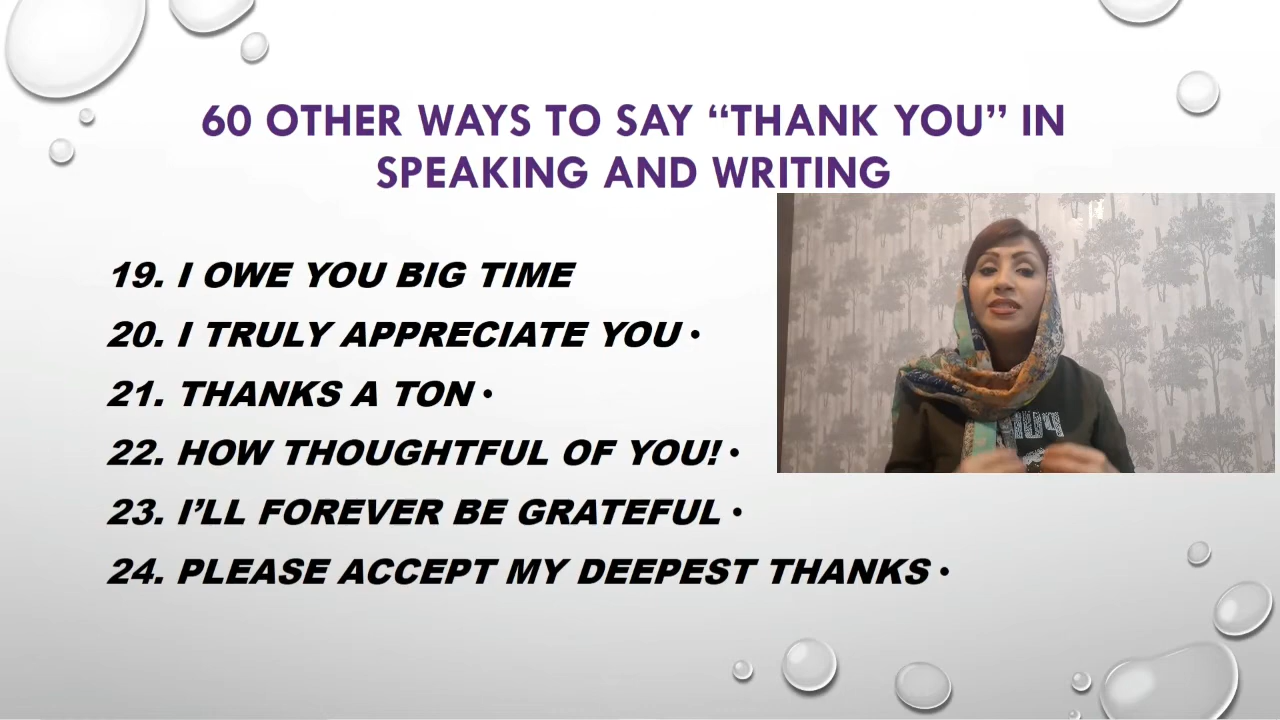 60 OTHER WAYS TO SAY “THANK YOU” IN
SPEAKING AND WRITING
19. I OWE YOU BIG TIME
20. I TRULY APPRECIATE YOU •
21. THANKS A TON •
22. HOW THOUGHTFUL OF YOU! •
23. I’LL FOREVER BE GRATEFUL •
24. PLEASE ACCEPT MY DEEPEST THANKS •